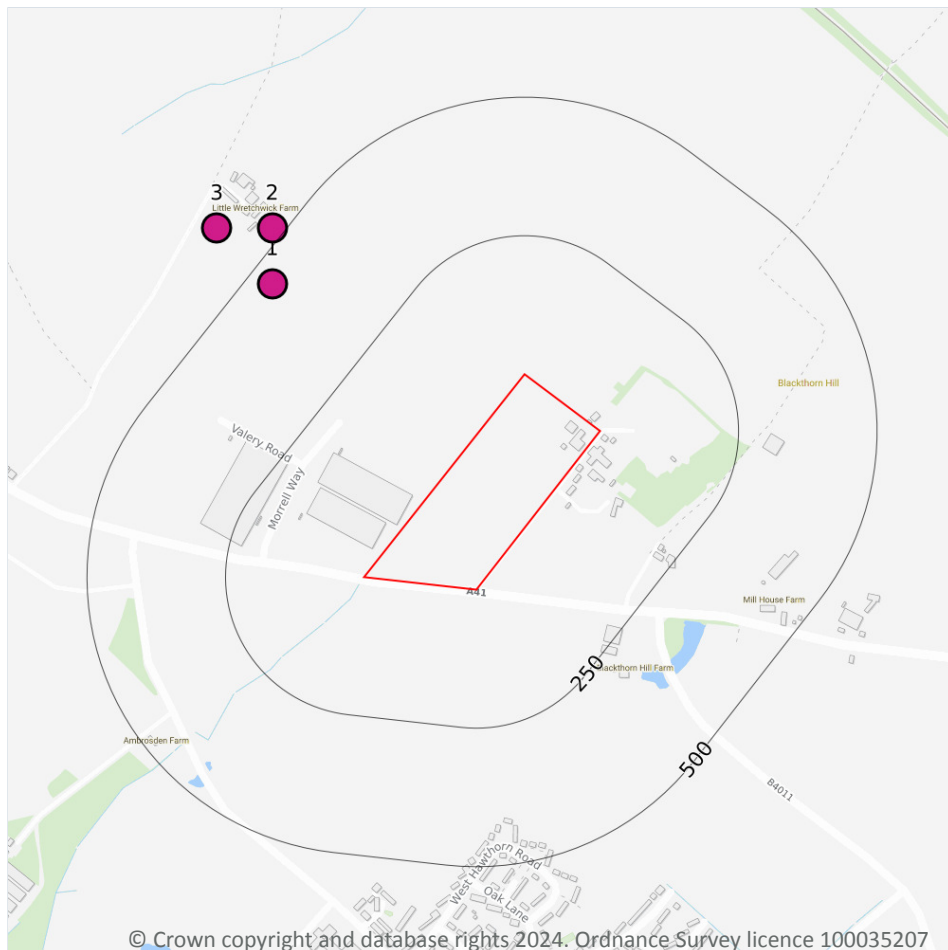 3
2
Little Wretchwick Farm
1
Blackthorn Hill
Valery Road
Morrell Way
A41
Mill House Farm
250
lackthorn Hill Farm
Ambrosden Farm
500
B4011
West Hawthorn Road
Oak Lane
© Crown copyright and database rights 2024. Ordnance Survey licence 100035207